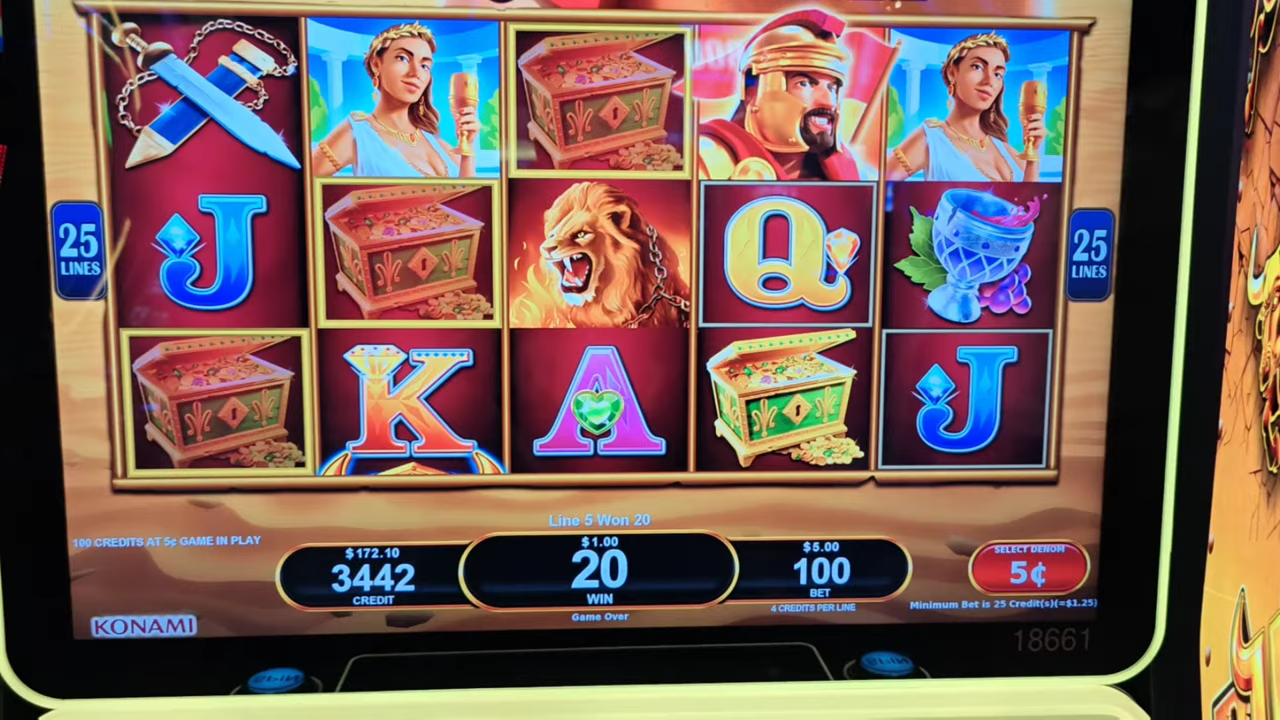 25
LINES
25
LINES
J
Q
K
A
J
Line 5 Won 20
100 CREDITS AT 5¢ GAME IN PLAY
$172.10
3442
CREDIT
$1.00
20
WIN
Game Over
$5.00
100
BET
4 CREDITS PER LINE
SELECT DENOM
5¢
Minimum Bet is 25 Credit(s)(=$1.25)
KONAMI
18661